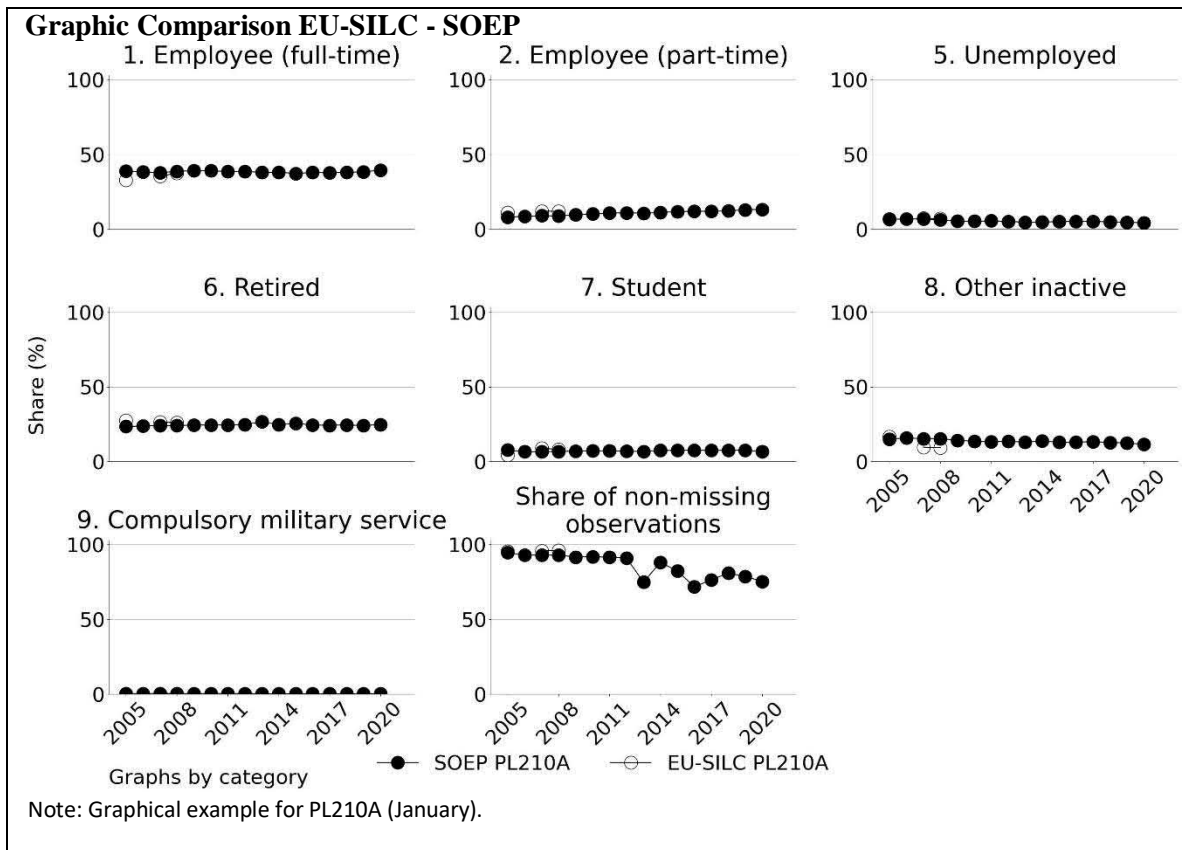 Graphic Comparison EU-SILC - SOEP
1. Employee (full-time)
2. Employee (part-time)
5. Unemployed
100
50
0
100
50
0
100
50
0
6. Retired
7. Student
8. Other inactive
Share (%)
100
50
0
100
50
0
100
50
0
2005
2008
2011
2014
2017
2020
9. Compulsory military service
Share of non-missing
observations
100
50
0
2005
2008
2011
2014
2017
2020
100
50
0
2005
2008
2011
2014
2017
2020
SOEP PL210A
EU-SILC PL210A
Graphs by category
Note: Graphical example for PL210A (January).